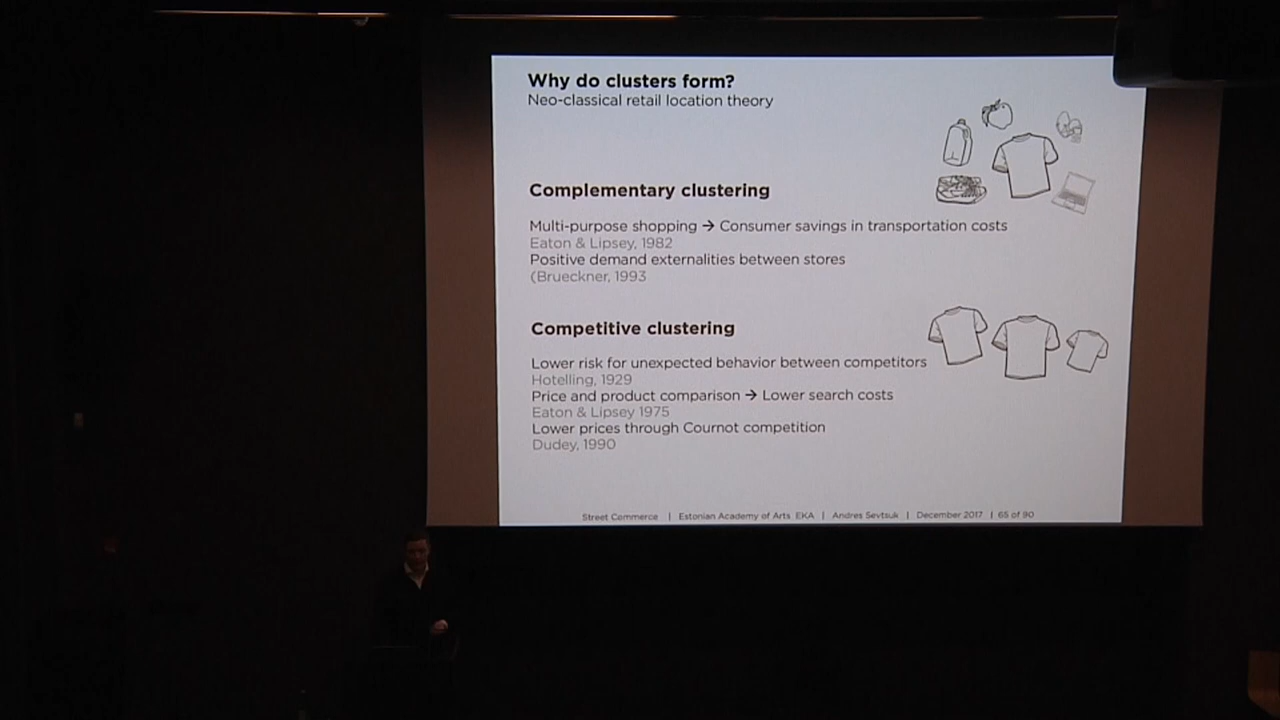 Why do clusters form?
Neo-classical retail location theory
Complementary clustering
Multi-purpose shopping → Consumer savings in transportation costs
Eaton & Lipsey, 1982
Positive demand externalities between stores
(Brueckner, 1993
Competitive clustering
Lower risk for unexpected behavior between competitors
Hotelling, 1929
Price and product comparison → Lower search costs
Eaton & Lipsey 1975
Lower prices through Cournot competition
Dudey, 1990
Street Commerce | Estonian Academy of Arts EKA | Andres Sevtsuk | December 2017 | 65 of 90